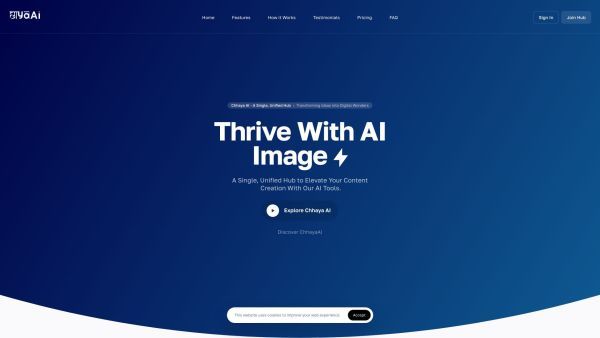 Home
Features
How It Works
Testimonials
Pricing
FAQ
Sign In
Join Hub
Chhaya AI - A Single, Unified Hub
Transforming Ideas into Digital Wonders
Thrive With AI
Image
A Single, Unified Hub to Elevate Your Content
Creation With Our AI Tools.
Explore Chhaya AI
Discover ChhayaAI
This website uses cookies to improve your web experience.
Accept